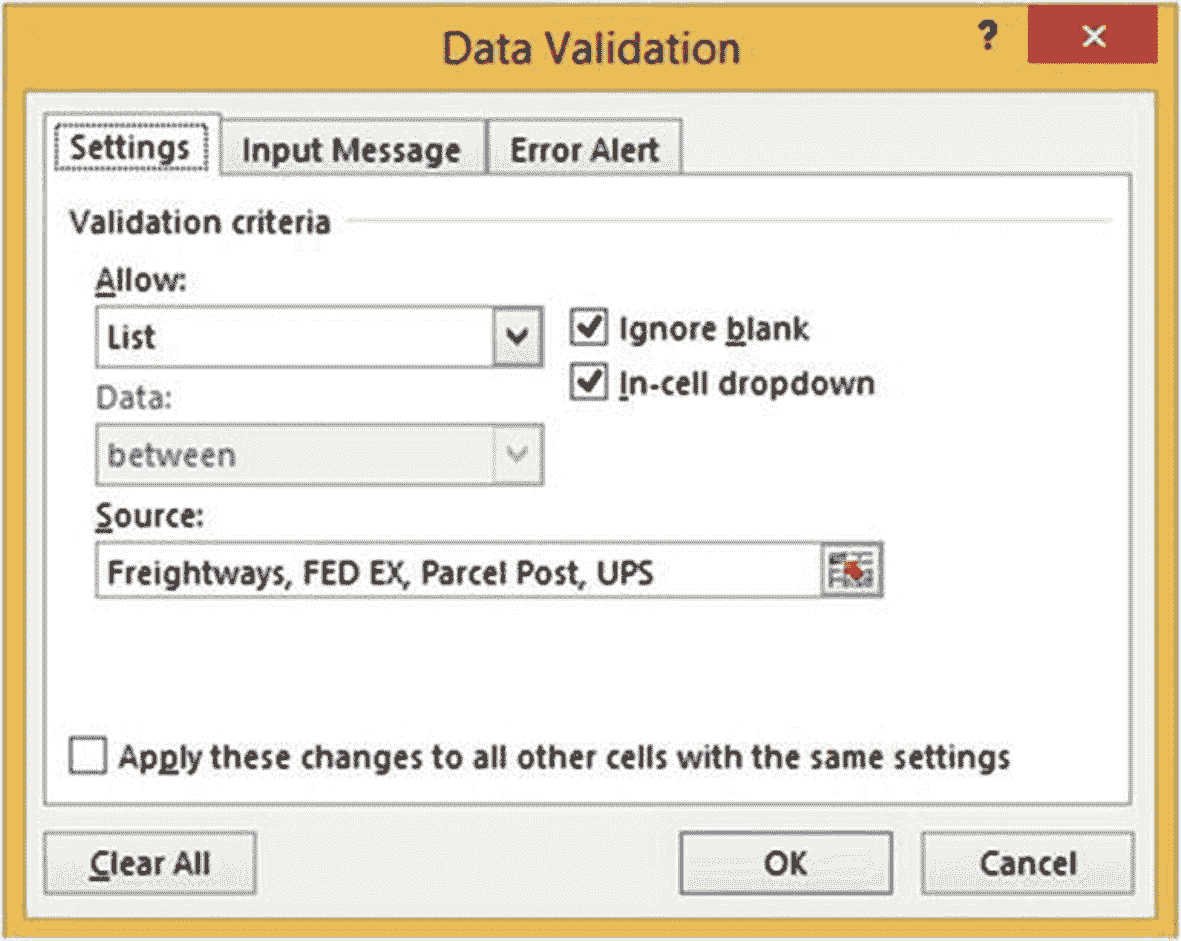 Data Validation
?
Settings
Input Message
Error Alert
Validation criteria
Allow:
List
Ignore blank
In-cell dropdown
Data:
between
Source:
Freightways, FED EX, Parcel Post, UPS
Apply these changes to all other cells with the same settings
Clear All
OK
Cancel